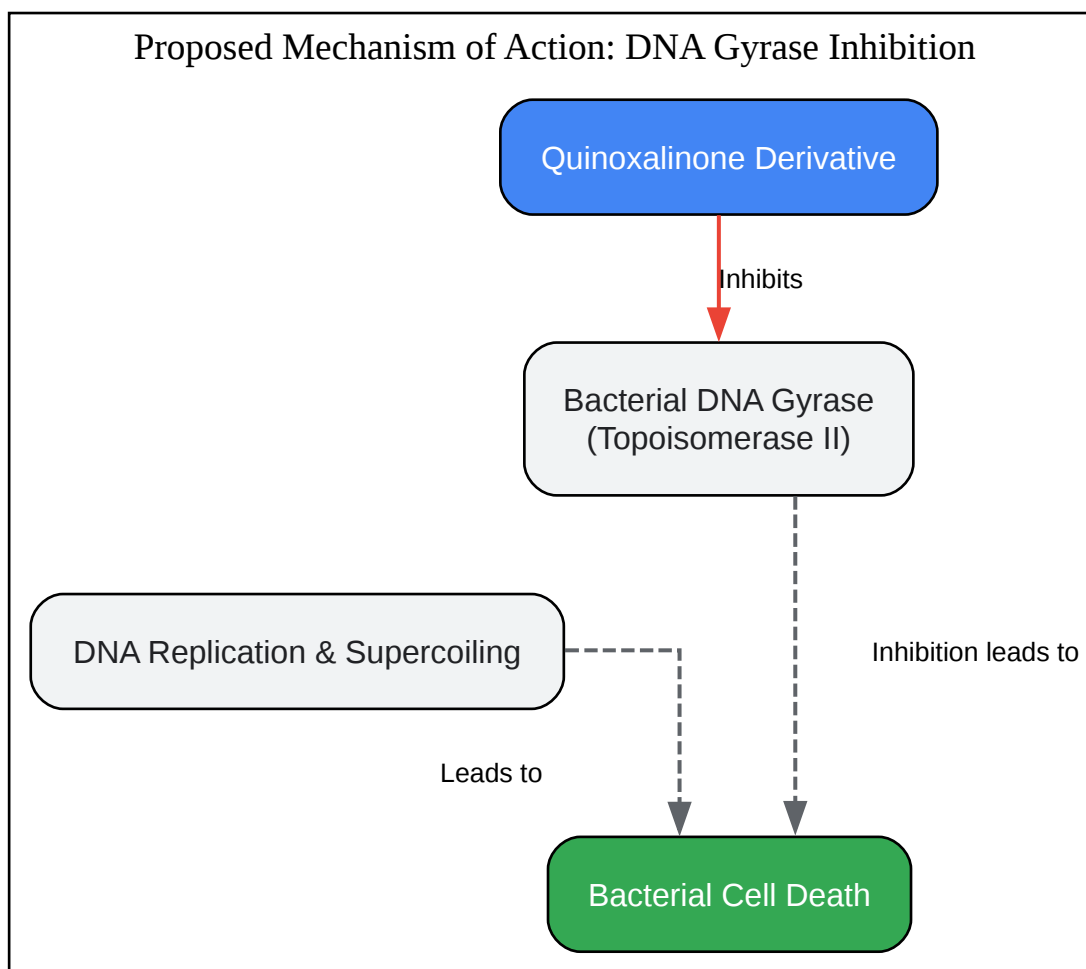 Proposed Mechanism of Action: DNA Gyrase Inhibition
Quinoxalinone Derivative
Inhibits
Bacterial DNA Gyrase
(Topoisomerase II)
DNA Replication & Supercoiling
Inhibition leads to
Leads to
Bacterial Cell Death